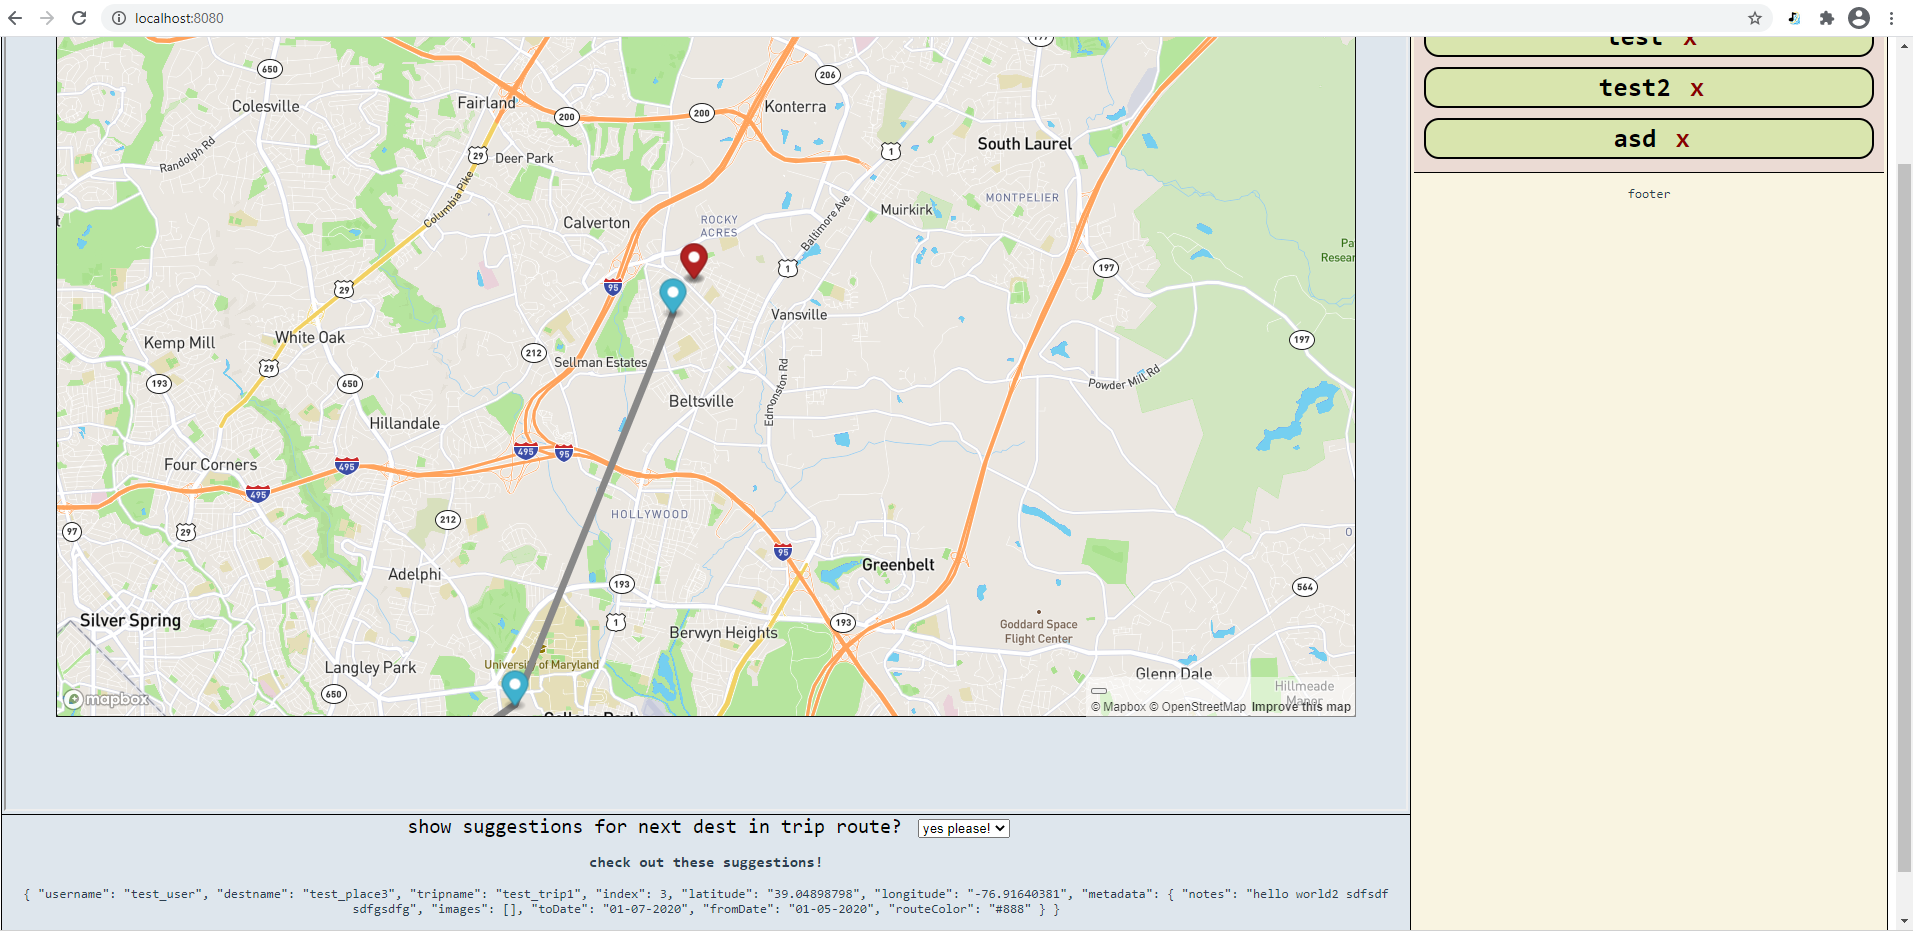 localhost:8080
650
Colesville
Randolph Rd
Fairland
29
Deer Park
Columbia Pike
200
200
206
Konterra
1
South Laurel
MONTPELIER
Muirkirk
Baltimore Ave
ROCKY
ACRES
Calverton
95
1
197
29
White Oak
Kemp Mill
29
193
650
212
Sellman Estates
Vansville
Edmonston Rd
Powder Mill Rd
197
Beltsville
Hillandale
Four Corners
495
495
495
95
212
HOLLYWOOD
97
29
Adelphi
193
1
95
Greenbelt
564
Silver Spring
Berwyn Heights
193
Goddard Space
Flight Center
Langley Park
University of Maryland
650
Glenn Dale
Hillmeade
Manor
College Park
mapbox
© Mapbox © OpenStreetMap Improve this map
test x
test2 x
asd x
footer
show suggestions for next dest in trip route? yes please!
check out these suggestions!
{ "username": "test_user", "destname": "test_place3", "tripname": "test_trip1", "index": 3, "latitude": "39.04898798", "longitude": "-76.91640381", "metadata": { "notes": "hello world2 sdfsdf
sdfgsdfg", "images": [], "toDate": "01-07-2020", "fromDate": "01-05-2020", "routeColor": "#888" } }